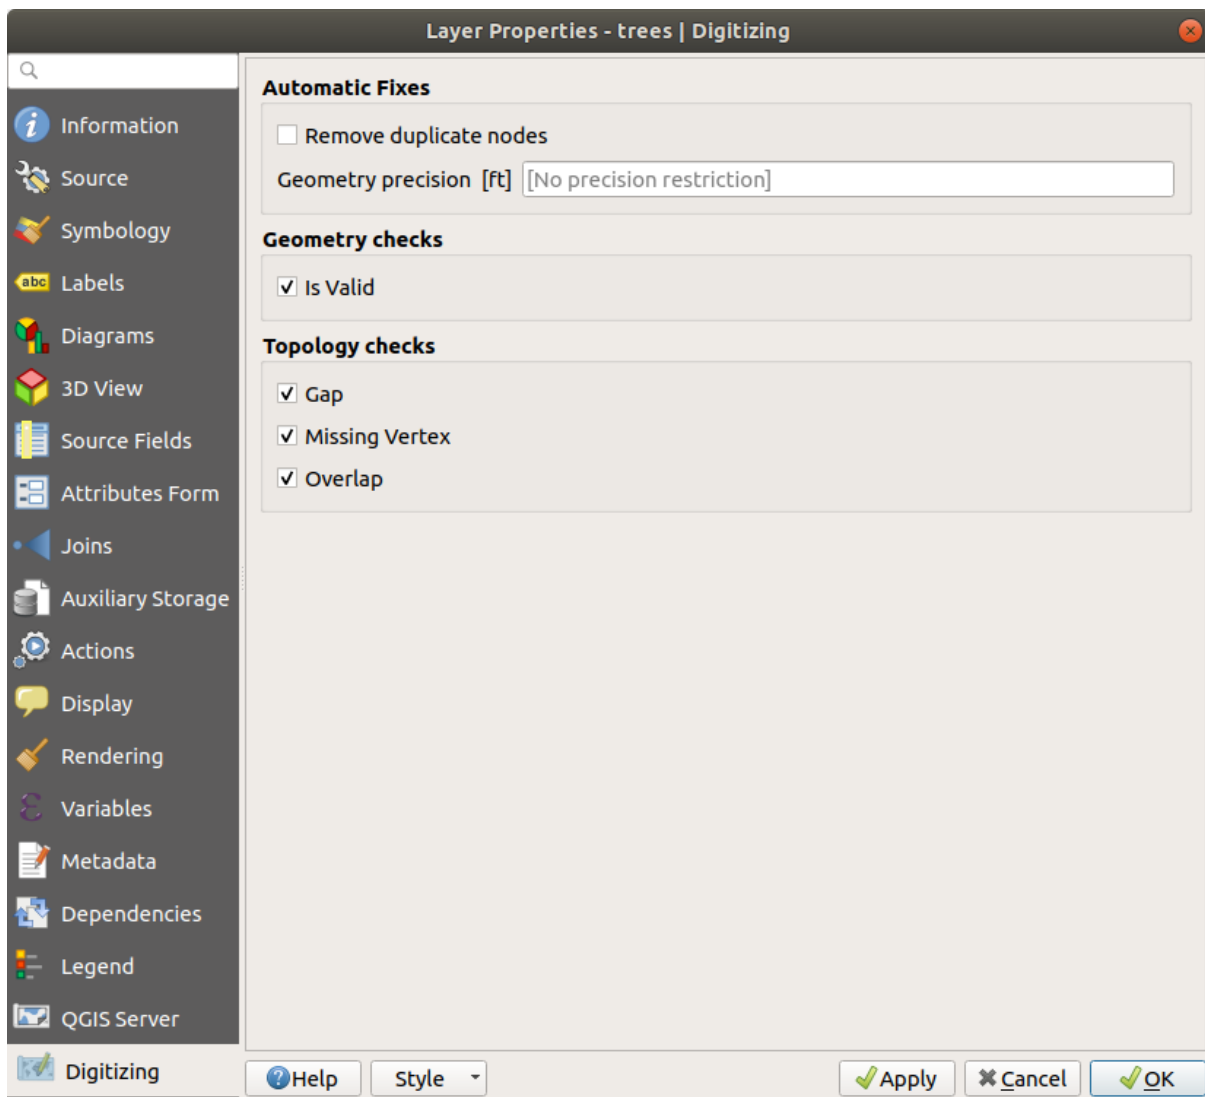 Layer Properties - trees | Digitizing
Information
Source
Symbology
abc Labels
Diagrams
3D View
Source Fields
Attributes Form
Joins
Auxiliary Storage
Actions
Display
Rendering
Variables
Metadata
Dependencies
Legend
QGIS Server
Digitizing
Automatic Fixes
Remove duplicate nodes
Geometry precision [ft] [No precision restriction]
Geometry checks
Is Valid
Topology checks
Gap
Missing Vertex
Overlap
Help Style Apply Cancel OK